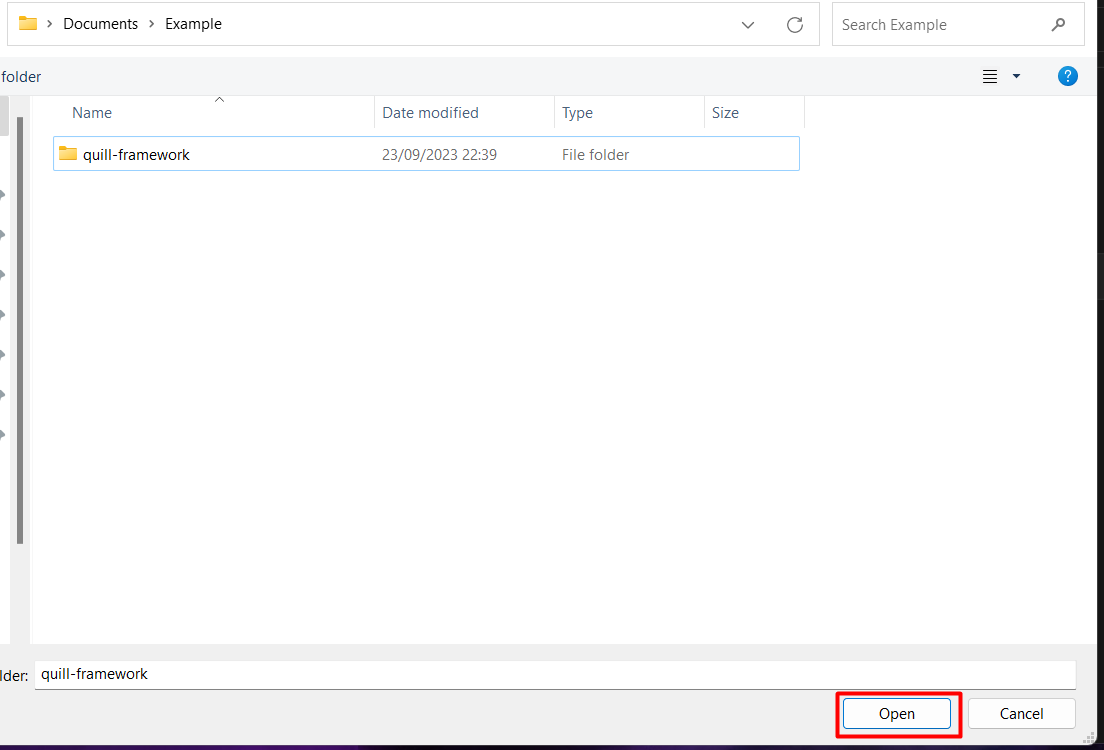 Documents > Example
Search Example
folder
?
Name Date modified Type Size
quill-framework 23/09/2023 22:39 File folder
lder: quill-framework
Open Cancel